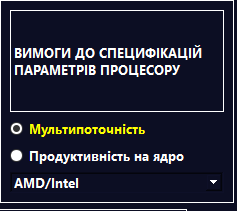 ВИМОГИ ДО СПЕЦИФІКАЦІЙ
ПАРАМЕТРІВ ПРОЦЕСОРУ
Мультипоточність
Продуктивність на ядро
AMD/Intel